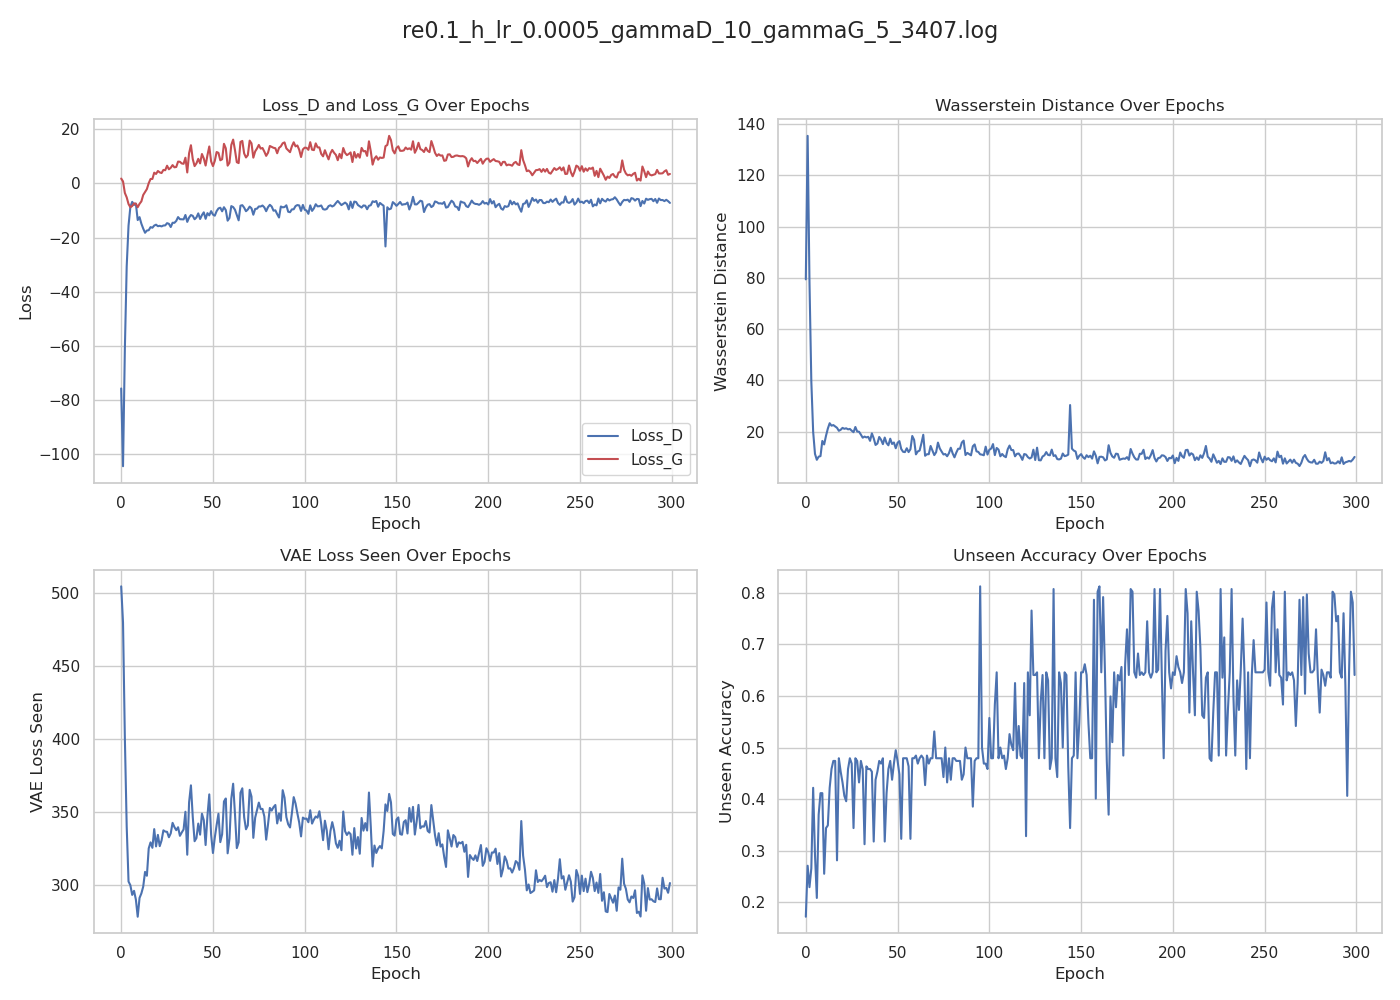 re0.1_h_lr_0.0005_gammaD_10_gammaG_5_3407.log
Loss_D and Loss_G Over Epochs
20
0
−20
−40
−60
−80
−100
Loss
0 50 100 150 200 250 300
Epoch
Loss_D
Loss_G
Wasserstein Distance Over Epochs
140
120
100
80
60
40
20
Wasserstein Distance
0 50 100 150 200 250 300
Epoch
VAE Loss Seen Over Epochs
500
450
400
350
300
VAE Loss Seen
0 50 100 150 200 250 300
Epoch
Unseen Accuracy Over Epochs
0.8
0.7
0.6
0.5
0.4
0.3
0.2
Unseen Accuracy
0 50 100 150 200 250 300
Epoch